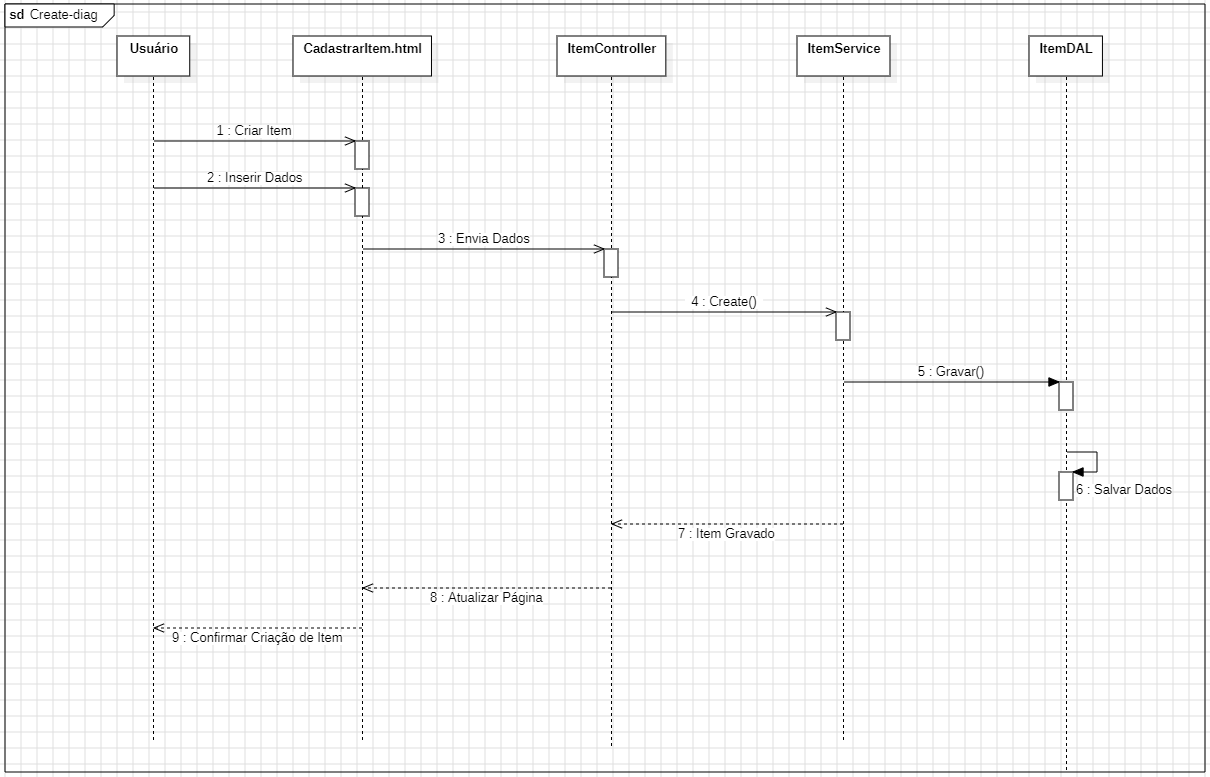 sd Create-diag
Usuário
CadastrarItem.html
ItemController
ItemService
ItemDAL
1 : Criar Item
2 : Inserir Dados
3 : Envia Dados
4 : Create()
5 : Gravar()
6 : Salvar Dados
7 : Item Gravado
8 : Atualizar Página
9 : Confirmar Criação de Item